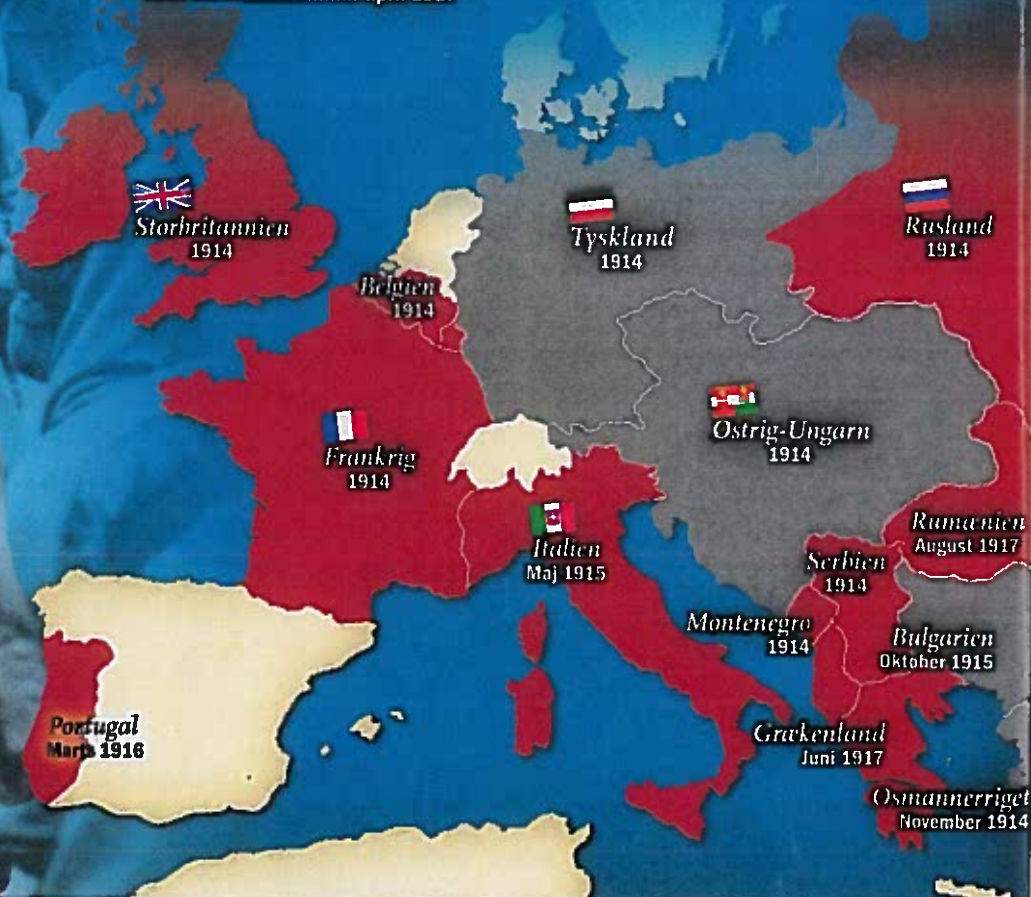 april
Storbritannien
1914
Tyskland
1914
Rusland
1914
Belgien
1914
Frankrig
1914
Østrig-Ungarn
1914
Italien
Maj 1915
Rumænien
August 1917
Serbien
1914
Montenegro
1914
Bulgarien
Oktober 1915
Portugal
Marts 1916
Grækenland
Juni 1917
Osmannerriget
November 1914